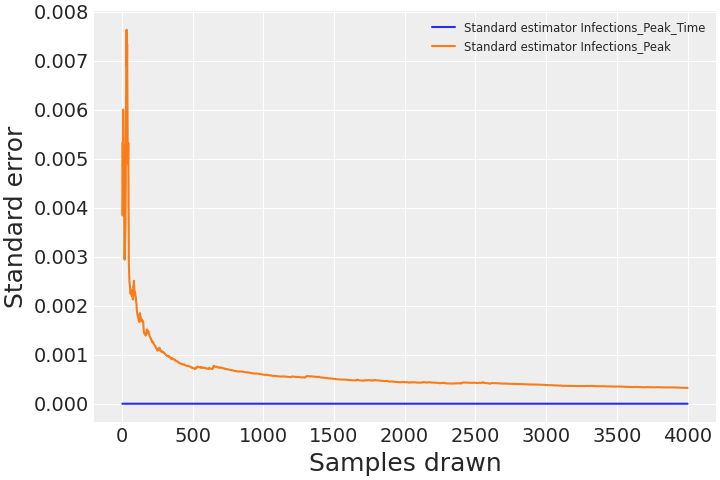 Standard estimator Infections_Peak_Time
Standard estimator Infections_Peak
Standard error
0.008
0.007
0.006
0.005
0.004
0.003
0.002
0.001
0.000
0 500 1000 1500 2000 2500 3000 3500 4000
Samples drawn